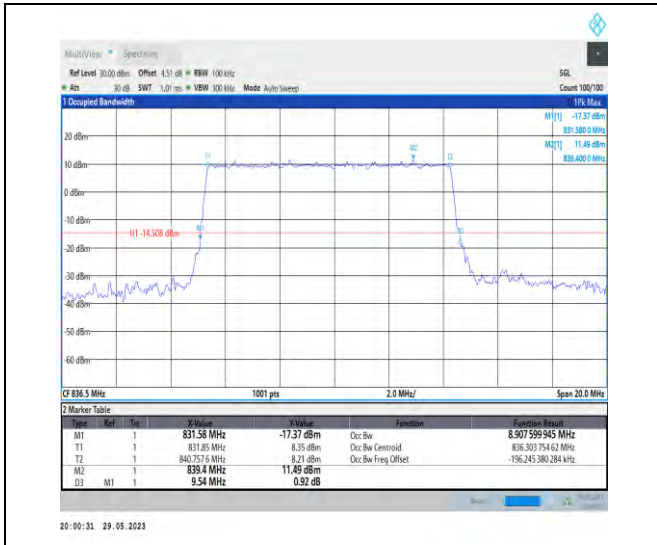 MultiView Spectrum
Ref Level 30.00 dBm Offset 4.51 dB RBW 100 kHz SGL
Att 30 dB SWT 1.01 ms VBW 300 kHz Mode Auto Sweep Count 100/100
1 Occupied Bandwidth 1Pk Max
M1[1] -17.37 dBm
831.580 0 MHz
M2[1] 11.49 dBm
839.400 0 MHz
20 dBm
M2
T1 T2
10 dBm
0 dBm
-10 dBm
M1
H1 -14.508 dBm
-20 dBm
-30 dBm
-40 dBm
-50 dBm
-60 dBm
CF 836.5 MHz 1001 pts 2.0 MHz/ Span 20.0 MHz
2 Marker Table
Type Ref Trc X-Value Y-Value Function Function Result
M1 1 831.58 MHz -17.37 dBm Occ Bw 8.907 599 945 MHz
T1 1 831.85 MHz 8.35 dBm Occ Bw Centroid 836.303 754 62 MHz
T2 1 840.757 6 MHz 8.21 dBm Occ Bw Freq Offset -196.245 380 284 kHz
M2 1 839.4 MHz 11.49 dBm
D3 M1 1 9.54 MHz 0.92 dB
20:00:31 29.05.2023